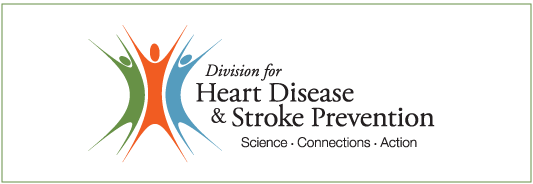 Division for
Heart Disease
& Stroke Prevention
Science · Connections · Action